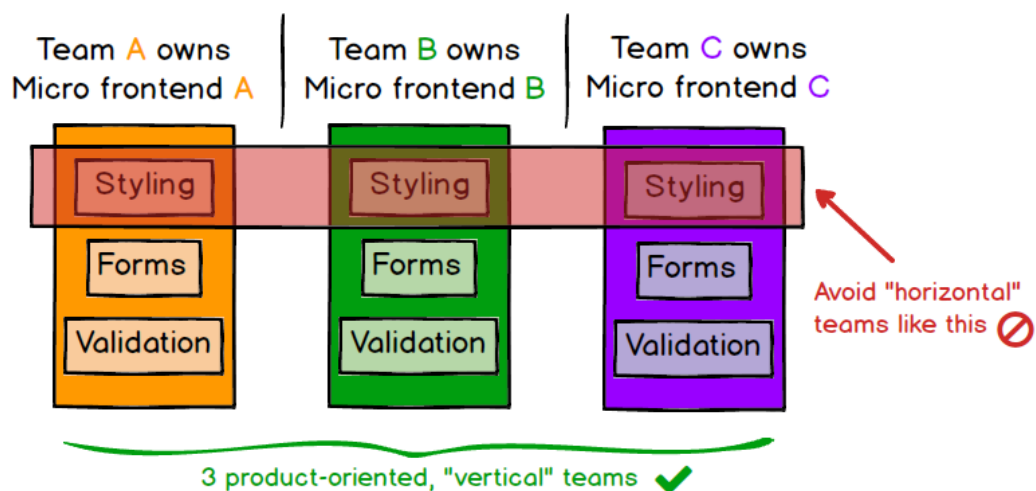 Team A owns
Micro frontend A
Team B owns
Micro frontend B
Team C owns
Micro frontend C
Styling
Styling
Styling
Forms
Forms
Forms
Validation
Validation
Validation
Avoid "horizontal"
teams like this
3 product-oriented, "vertical" teams